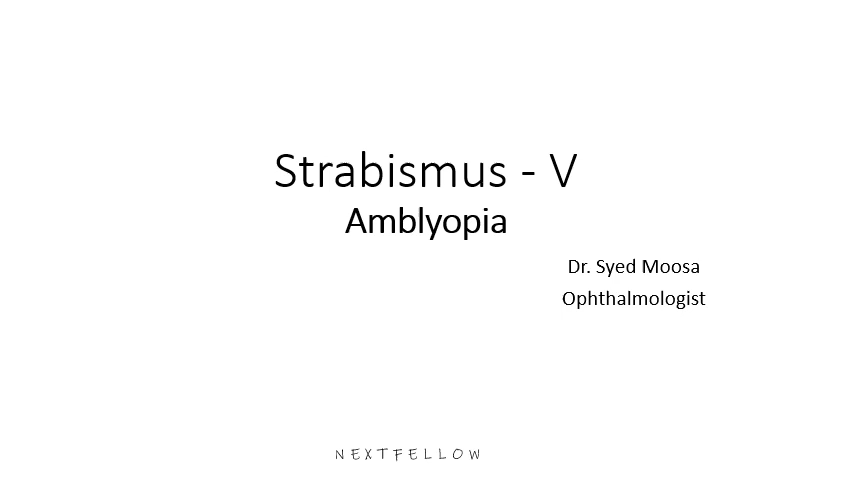 Strabismus - V
Amblyopia
Dr. Syed Moosa
Ophthalmologist
NEXTFELLOW